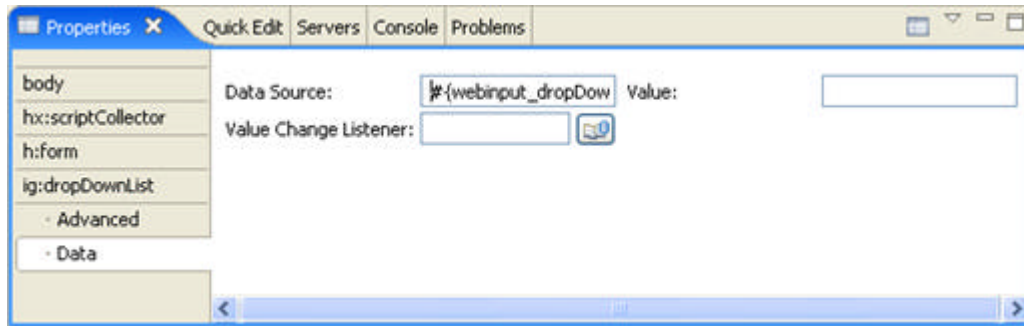 Properties Quick Edit Servers Console Problems
body
hx:scriptCollector
h:form
ig:dropDownList
· Advanced
· Data
Data Source: #{webinput_dropDow Value:
Value Change Listener: